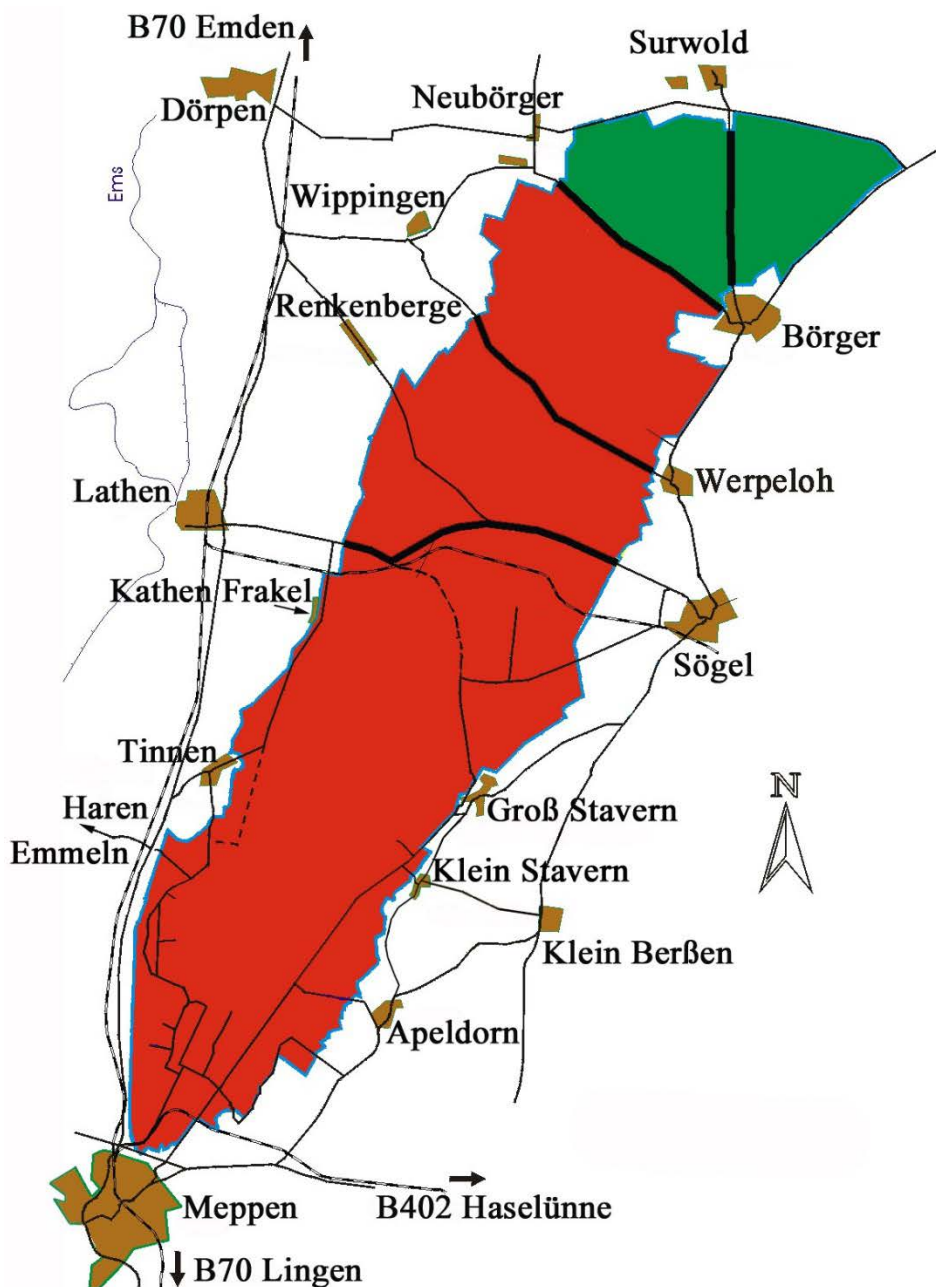 B70 Emden
Surwold
Neubörger
Dörpen
Ems
Wippingen
Renkenberge
Börger
Lathen
Werpeloh
Kathen Frakel
Sögel
Tinnen
Haren
Groß Stavern
N
Emmeln
Klein Stavern
Klein Berßen
Apeldorn
Meppen
B402 Haselünne
B70 Lingen